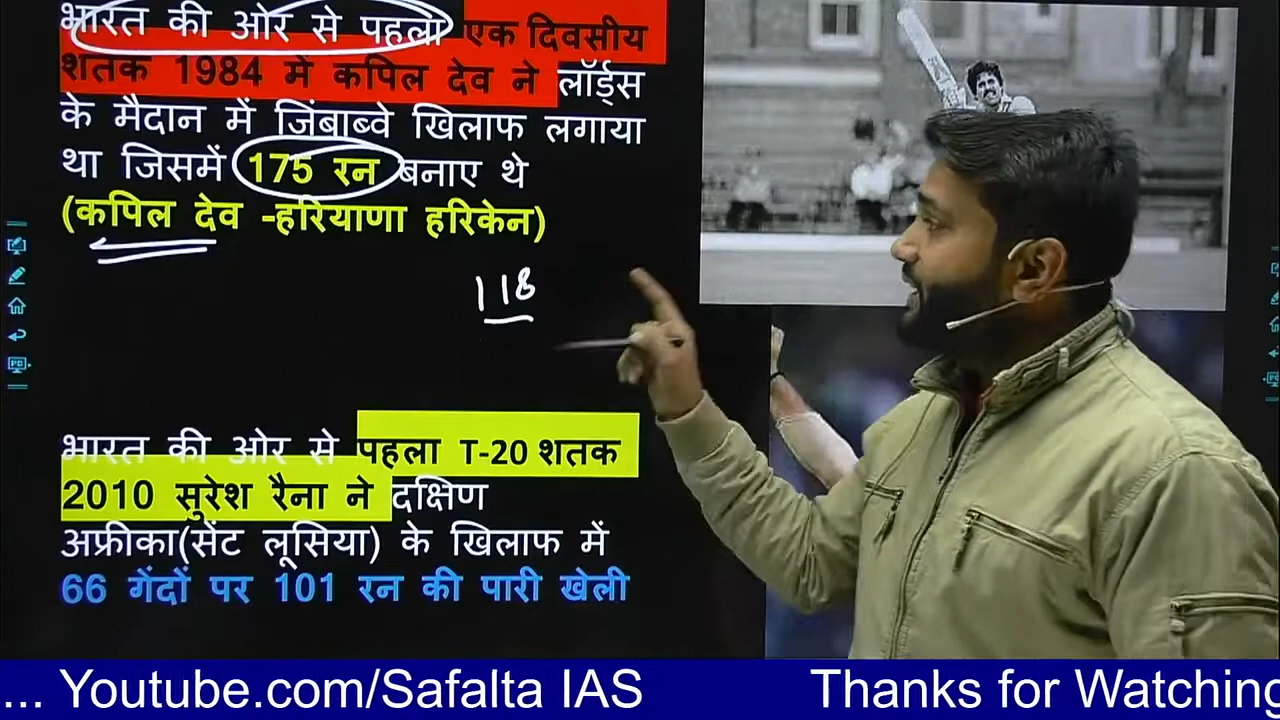 भारत की ओर से पहला एक दिवसीय
शतक 1984 में कपिल देव ने लॉर्ड्स
के मैदान में जिंबाब्वे खिलाफ लगाया
था जिसमें 175 रन बनाए थे
(कपिल देव -हरियाणा हरिकेन)
118
भारत की ओर से पहला T-20 शतक
2010 सुरेश रैना ने दक्षिण
अफ्रीका(सेंट लूसिया) के खिलाफ में
66 गेंदों पर 101 रन की पारी खेली
... Youtube.com/Safalta IAS Thanks for Watching